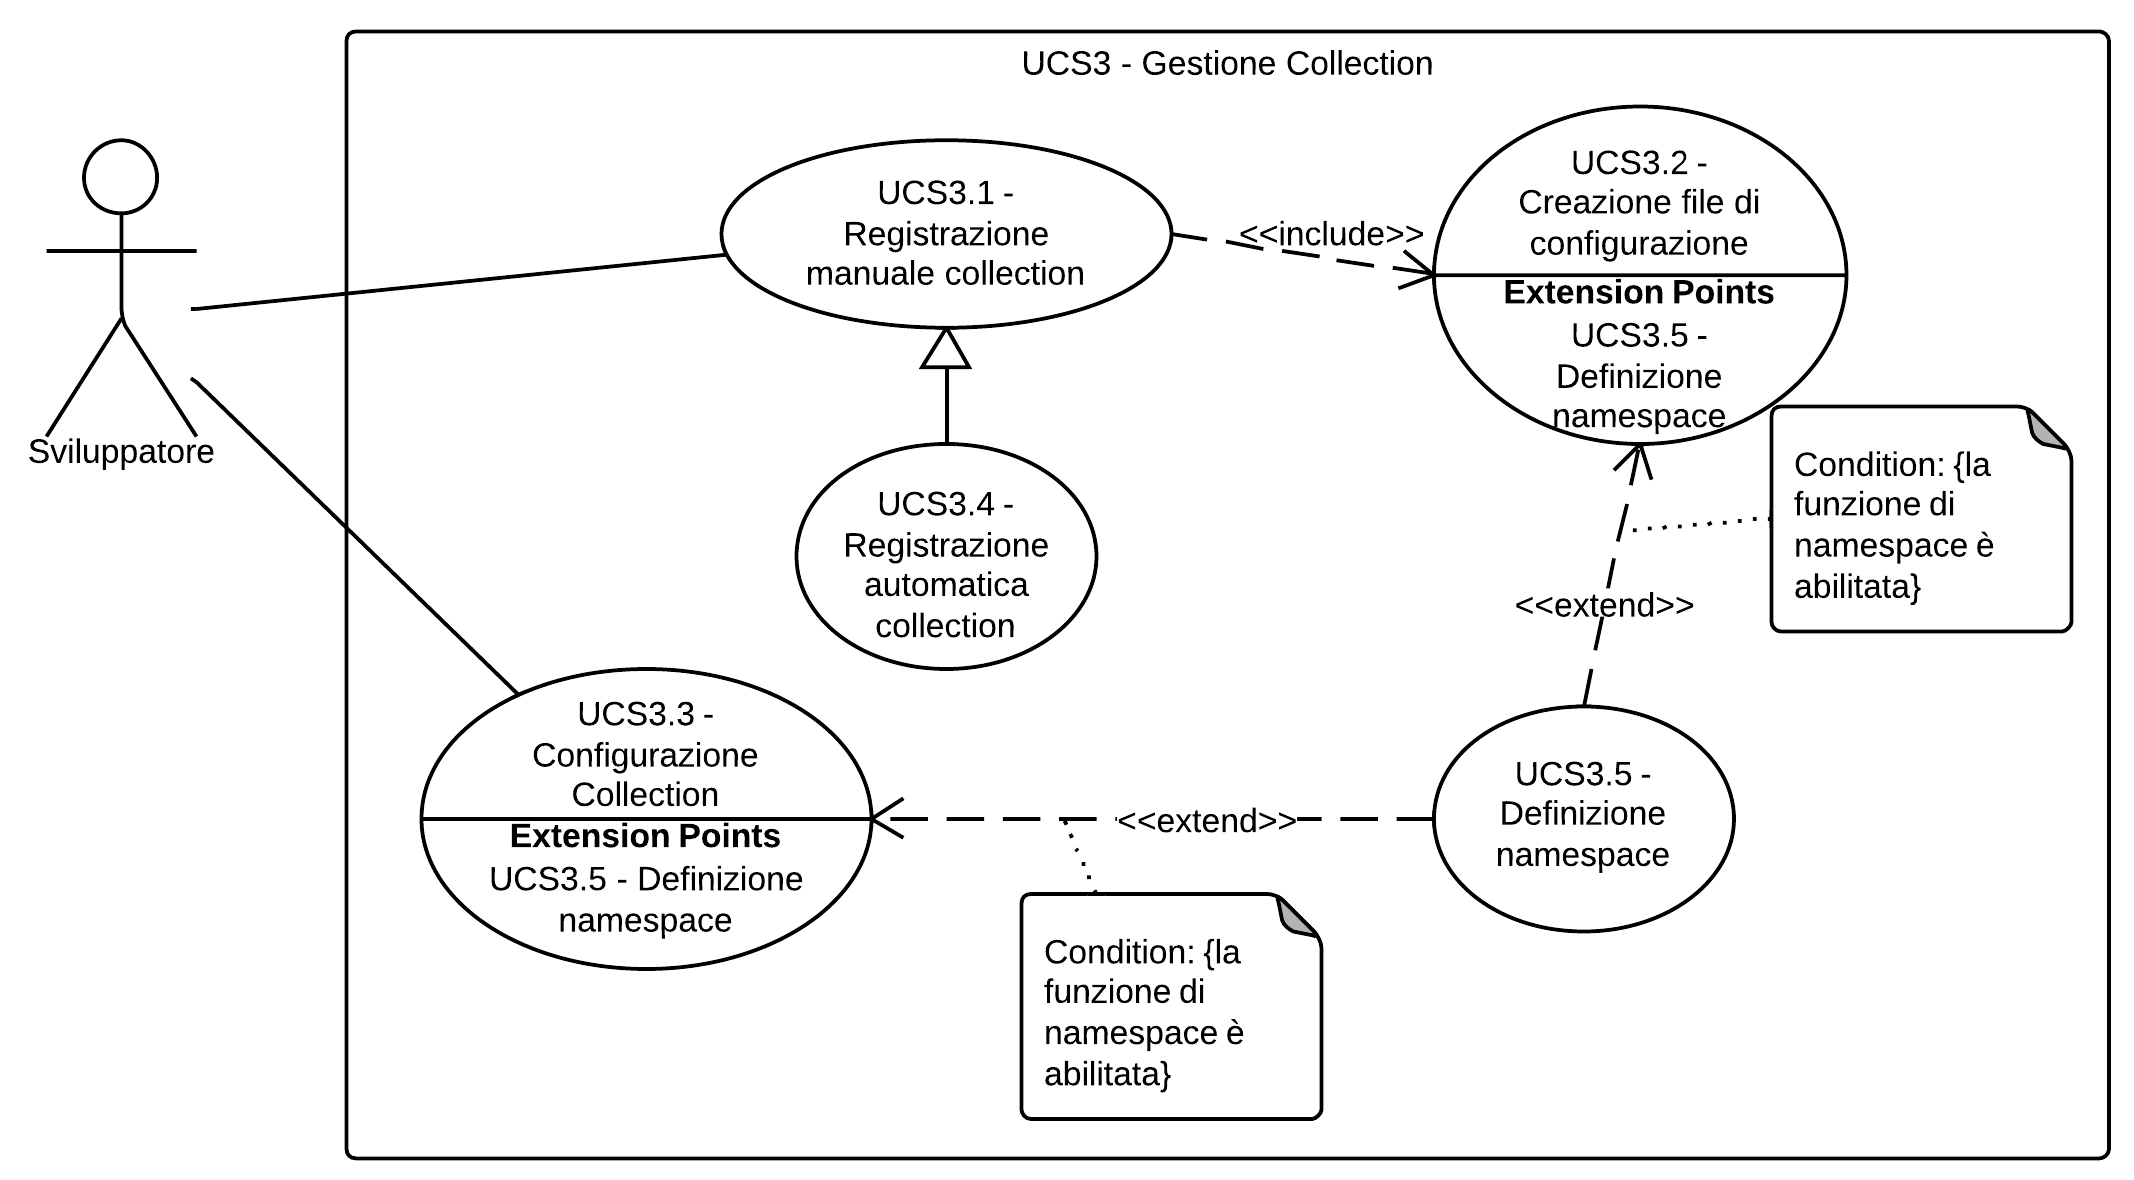 UCS3 - Gestione Collection
Sviluppatore
UCS3.1 -
Registrazione
manuale collection
<<include>>
UCS3.2 -
Creazione file di
configurazione
Extension Points
UCS3.5 -
Definizione
namespace
Condition: {la
funzione di
namespace è
abilitata}
UCS3.4 -
Registrazione
automatica
collection
<<extend>>
UCS3.3 -
Configurazione
Collection
Extension Points
UCS3.5 - Definizione
namespace
<<extend>>
UCS3.5 -
Definizione
namespace
Condition: {la
funzione di
namespace è
abilitata}